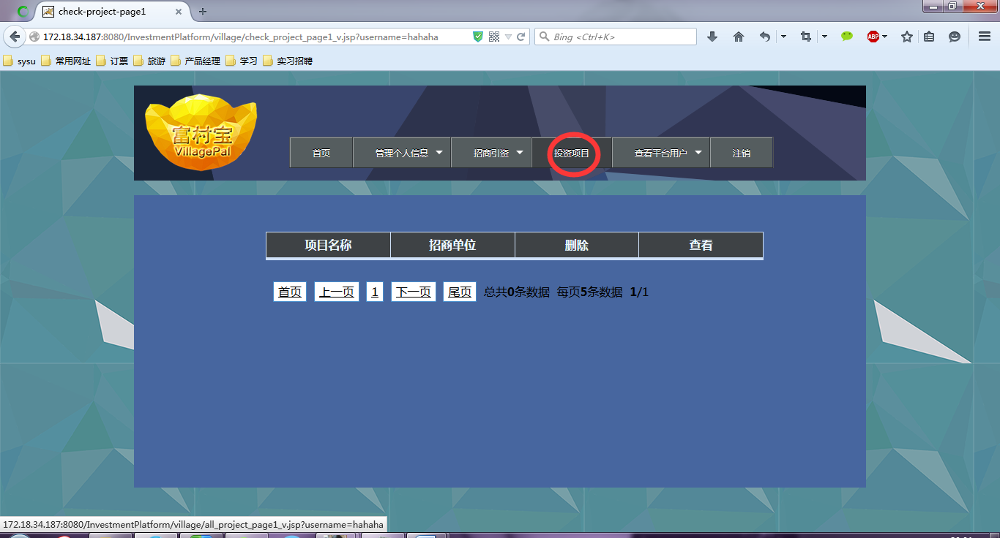 check-project-page1
172.18.34.187:8080/InvestmentPlatform/village/check_project_page1_v.jsp?username=hahaha
Bing <Ctrl+K>
ABP
sysu 常用网址 订票 旅游 产品经理 学习 实习招聘
富村宝
VillagePal
首页 管理个人信息 招商引资 投资项目 查看平台用户 注销
项目名称 招商单位 删除 查看
首页 上一页 1 下一页 尾页 总共0条数据 每页5条数据 1/1
172.18.34.187:8080/InvestmentPlatform/village/all_project_page1_v.jsp?username=hahaha